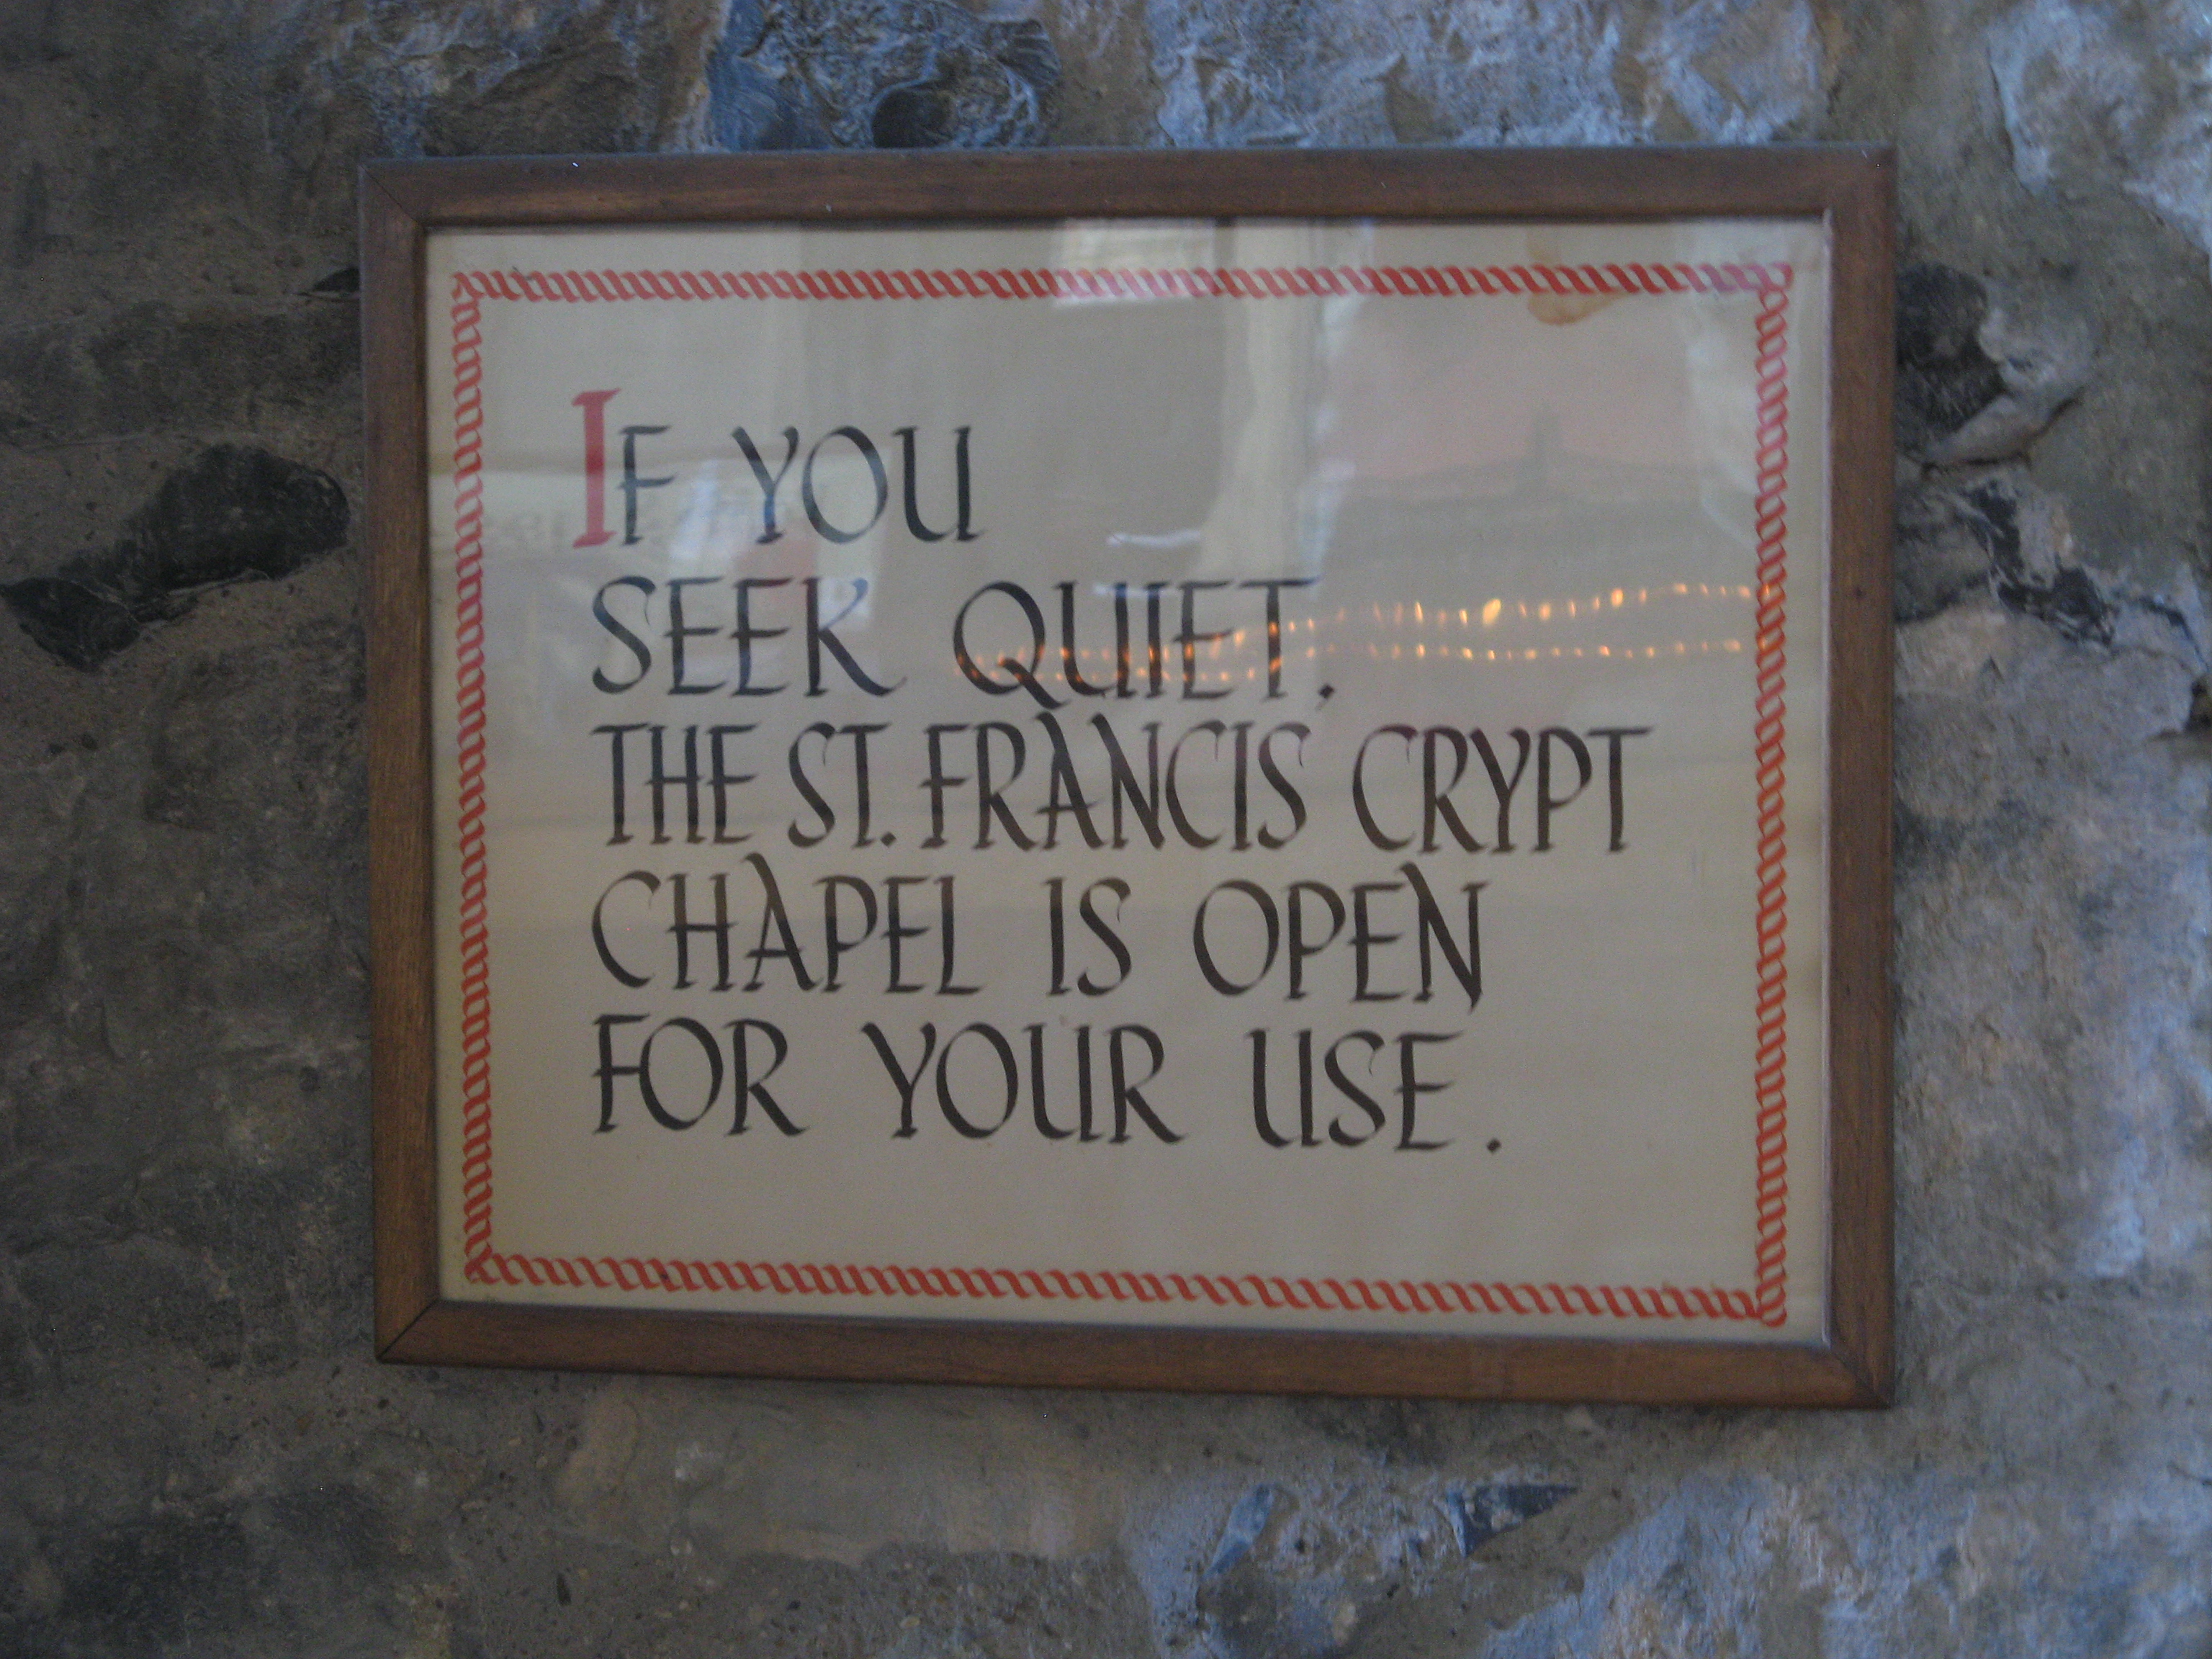 IF YOU
SEEK QUIET,
THE ST. FRANCIS CRYPT
CHAPEL IS OPEN
FOR YOUR USE.